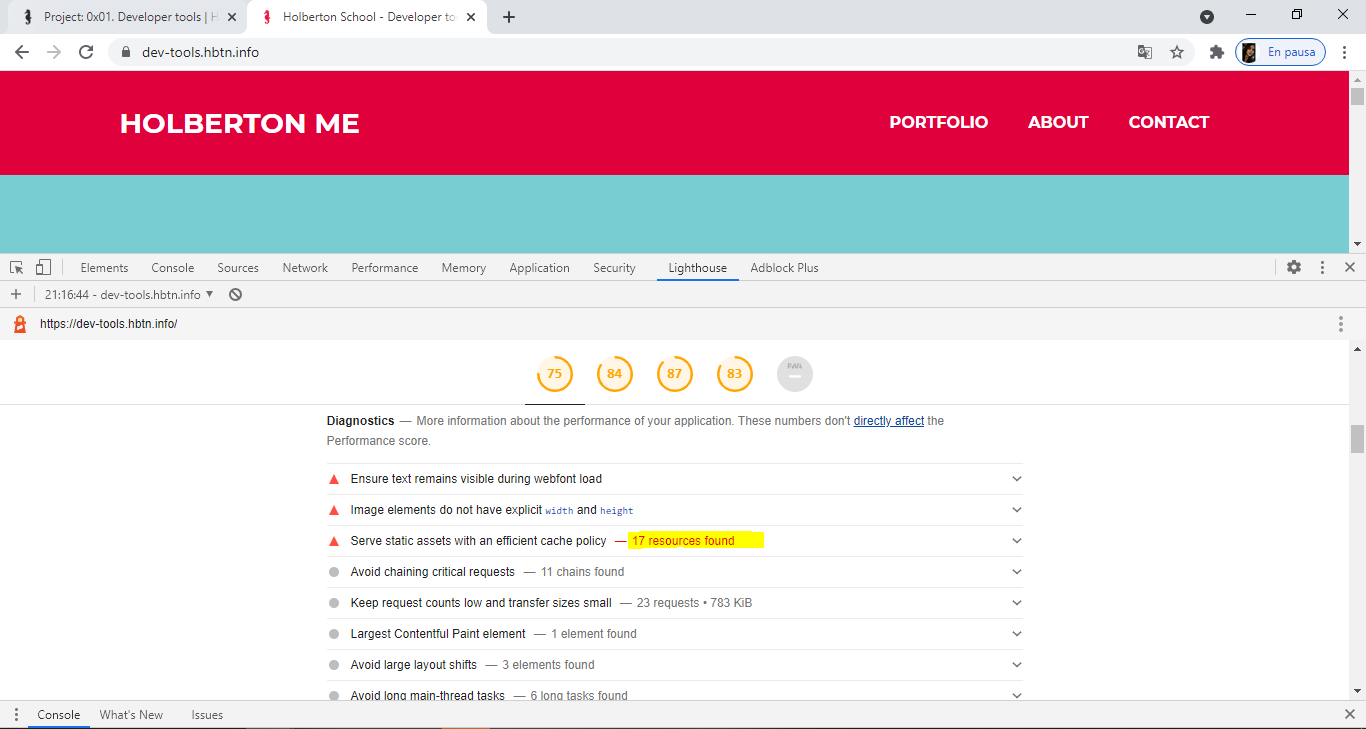 Project: 0x01. Developer tools | H
Holberton School - Developer to
dev-tools.hbtn.info
En pausa
HOLBERTON ME
PORTFOLIO ABOUT CONTACT
Elements Console Sources Network Performance Memory Application Security Lighthouse Adblock Plus
21:16:44 - dev-tools.hbtn.info
https://dev-tools.hbtn.info/
75 84 87 83 PWA
Diagnostics — More information about the performance of your application. These numbers don't directly affect the
Performance score.
Ensure text remains visible during webfont load
Image elements do not have explicit width and height
Serve static assets with an efficient cache policy — 17 resources found
Avoid chaining critical requests — 11 chains found
Keep request counts low and transfer sizes small — 23 requests • 783 KiB
Largest Contentful Paint element — 1 element found
Avoid large layout shifts — 3 elements found
Avoid long main-thread tasks — 6 long tasks found
Console What's New Issues